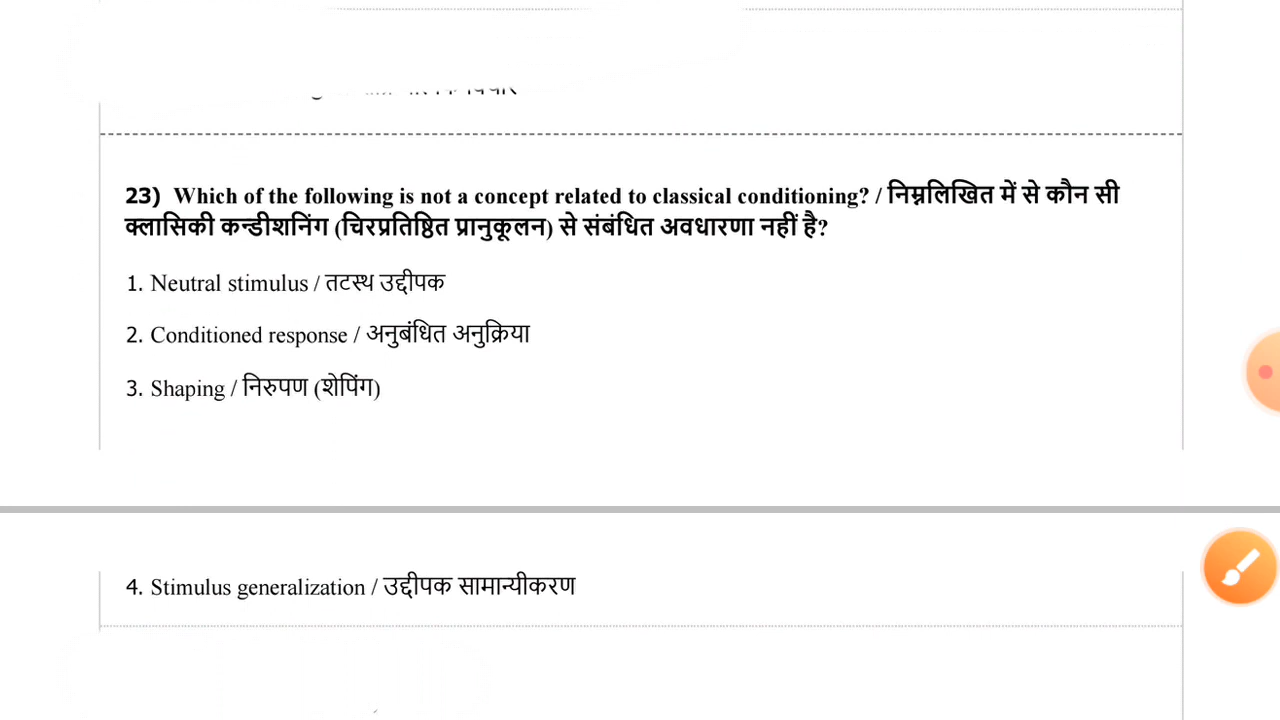 23) Which of the following is not a concept related to classical conditioning? / निम्नलिखित में से कौन सी
क्लासिकी कन्डीशनिंग (चिरप्रतिष्ठित प्रानुकूलन) से संबंधित अवधारणा नहीं है?
1. Neutral stimulus / तटस्थ उद्दीपक
2. Conditioned response / अनुबंधित अनुक्रिया
3. Shaping / निरुपण (शेपिंग)
4. Stimulus generalization / उद्दीपक सामान्यीकरण